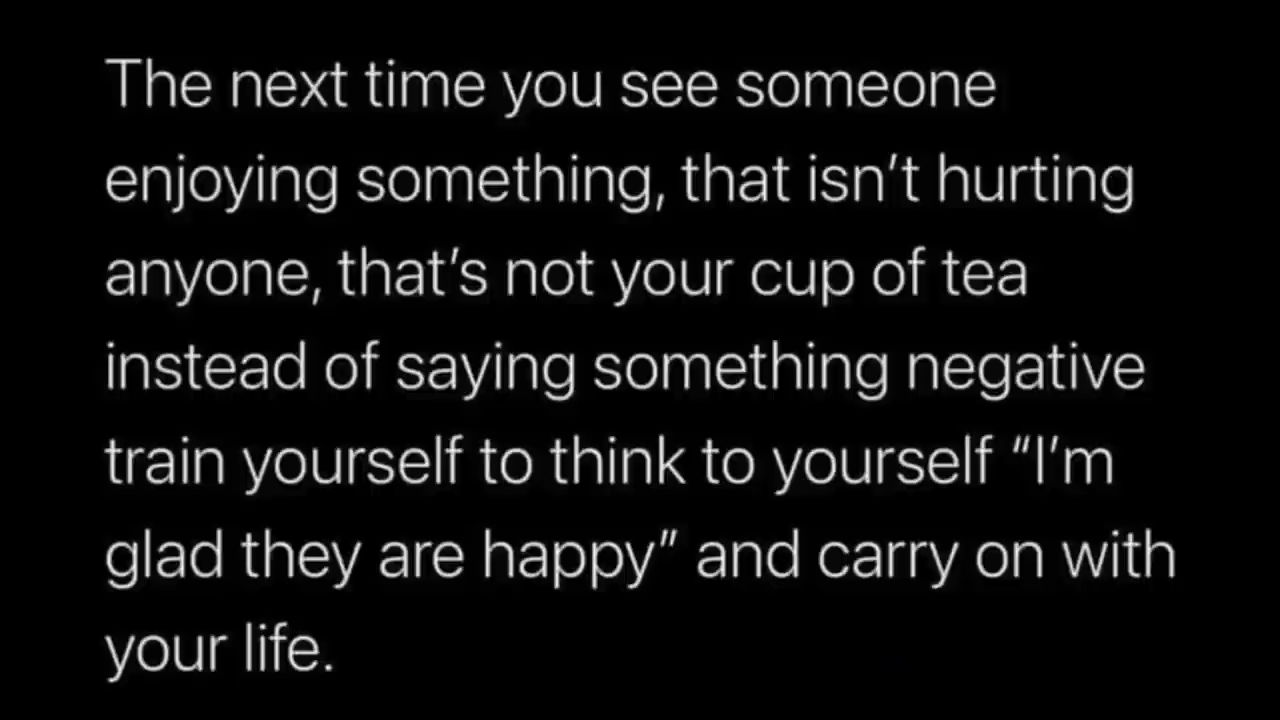 The next time you see someone
enjoying something, that isn’t hurting
anyone, that’s not your cup of tea
instead of saying something negative
train yourself to think to yourself “I’m
glad they are happy” and carry on with
your life.